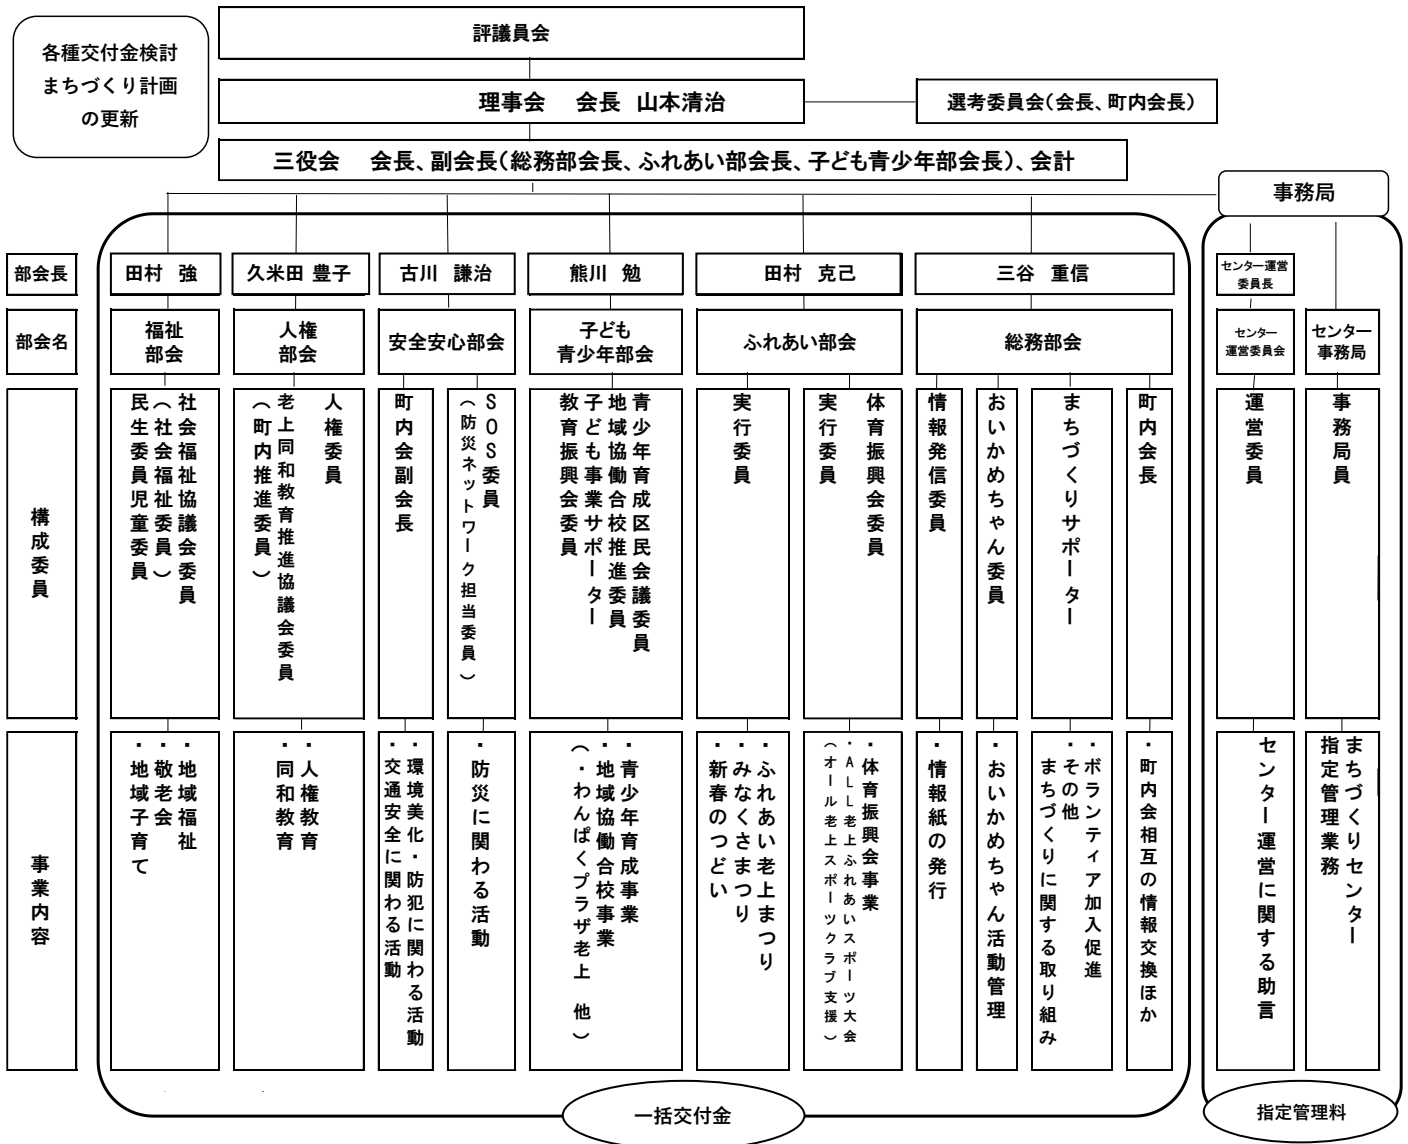 各種交付金検討
まちづくり計画
の更新
評議員会
理事会　会長 山本清治
選考委員会(会長、町内会長)
三役会　会長、副会長(総務部会長、ふれあい部会長、子ども青少年部会長)、会計
事務局
部会長
田村 強
久米田 豊子
古川 謙治
熊川 勉
田村 克己
三谷 重信
センター運営
委員長
部会名
福祉
部会
人権
部会
安全安心部会
子ども
青少年部会
ふれあい部会
総務部会
センター
運営委員会
センター
事務局
構成委員
社会福祉協議会委員
(社会福祉委員)
民生委員児童委員
人権委員
老上同和教育推進協議会委員
(町内推進委員)
町内会副会長
SOS委員
(防災ネットワーク担当委員)
青少年育成区民会議委員
地域協働合校推進委員
子ども事業サポーター
教育振興会委員
実行委員
体育振興会委員
実行委員
情報発信委員
おいかめちゃん委員
まちづくりサポーター
町内会長
運営委員
事務局員
事業内容
・地域福祉
・敬老会
・地域子育て
・人権教育
・同和教育
・環境美化・防犯に関わる活動
・交通安全に関わる活動
・防災に関わる活動
・青少年育成事業
・地域協働合校事業
(・わんぱくプラザ老上 他)
・ふれあい老上まつり
・みなくさまつり
・新春のつどい
・体育振興会事業
・ALL老上ふれあいスポーツ大会
(オール老上スポーツクラブ支援)
・情報紙の発行
・おいかめちゃん活動管理
・ボランティア加入促進
・その他
まちづくりに関する取り組み
・町内会相互の情報交換ほか
センター運営に関する助言
まちづくりセンター
指定管理業務
一括交付金
指定管理料